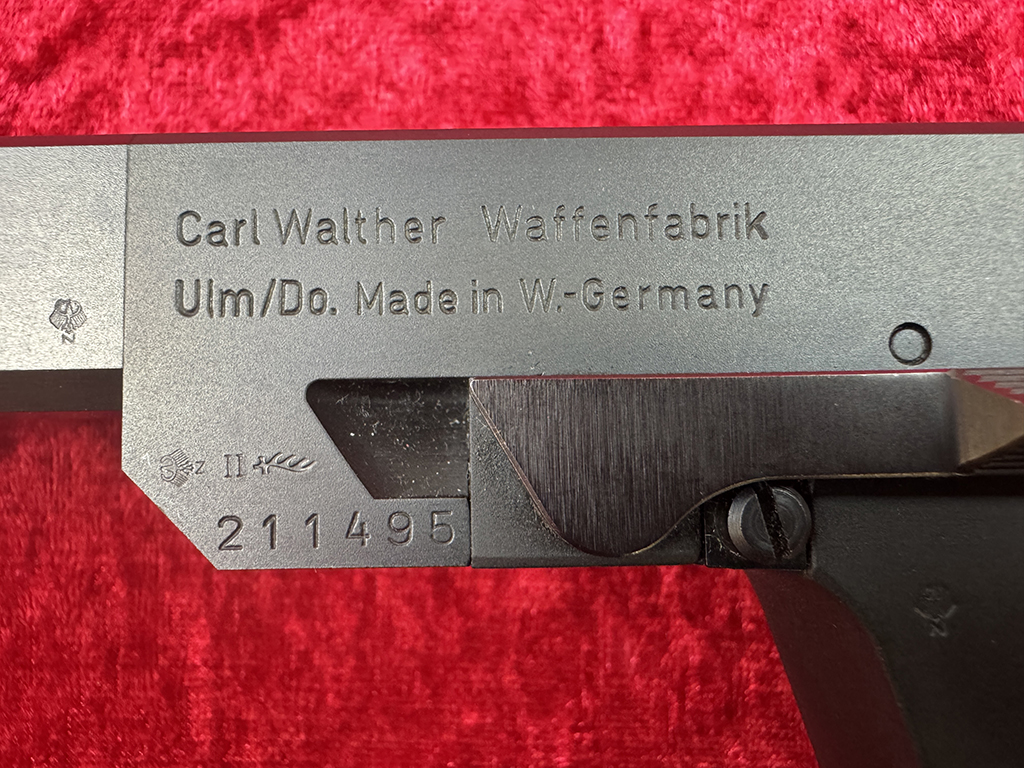 Carl Walther Waffenfabrik
Ulm/Do. Made in W.-Germany
Z
Z II
211495
Z